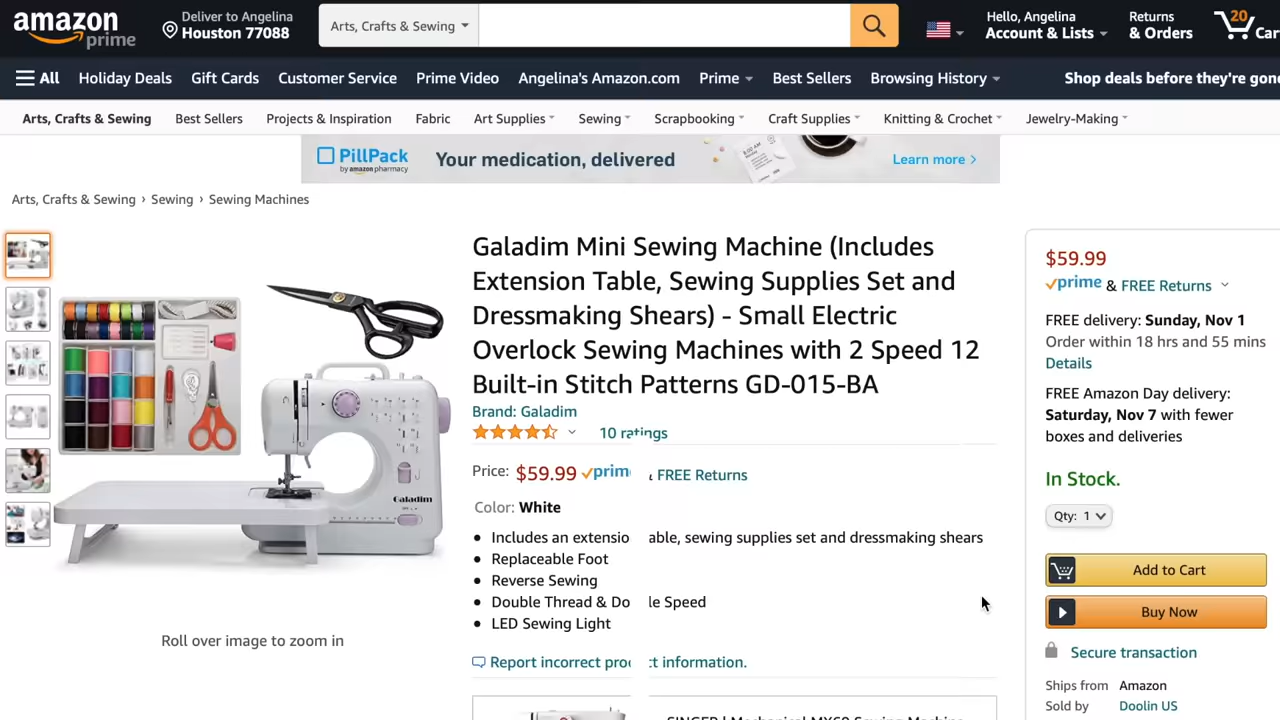 amazon prime
Deliver to Angelina
Houston 77088
Arts, Crafts & Sewing
Hello, Angelina
Account & Lists
Returns
& Orders
20
Car
All Holiday Deals Gift Cards Customer Service Prime Video Angelina's Amazon.com Prime Best Sellers Browsing History Shop deals before they're gon
Arts, Crafts & Sewing Best Sellers Projects & Inspiration Fabric Art Supplies Sewing Scrapbooking Craft Supplies Knitting & Crochet Jewelry-Making
PillPack
by amazon pharmacy
Your medication, delivered
Learn more ›
Arts, Crafts & Sewing › Sewing › Sewing Machines
Galadim
Roll over image to zoom in
Galadim Mini Sewing Machine (Includes
Extension Table, Sewing Supplies Set and
Dressmaking Shears) - Small Electric
Overlock Sewing Machines with 2 Speed 12
Built-in Stitch Patterns GD-015-BA
Brand: Galadim
10 ratings
Price: $59.99 prim & FREE Returns
Color: White
Includes an extensio able, sewing supplies set and dressmaking shears
Replaceable Foot
Reverse Sewing
Double Thread & Do le Speed
LED Sewing Light
Report incorrect pro t information.
SINGER | Mechanical MX60 Sewing Machine
$59.99
prime & FREE Returns
FREE delivery: Sunday, Nov 1
Order within 18 hrs and 55 mins
Details
FREE Amazon Day delivery:
Saturday, Nov 7 with fewer
boxes and deliveries
In Stock.
Qty: 1
Add to Cart
Buy Now
Secure transaction
Ships from Amazon
Sold by Doolin US